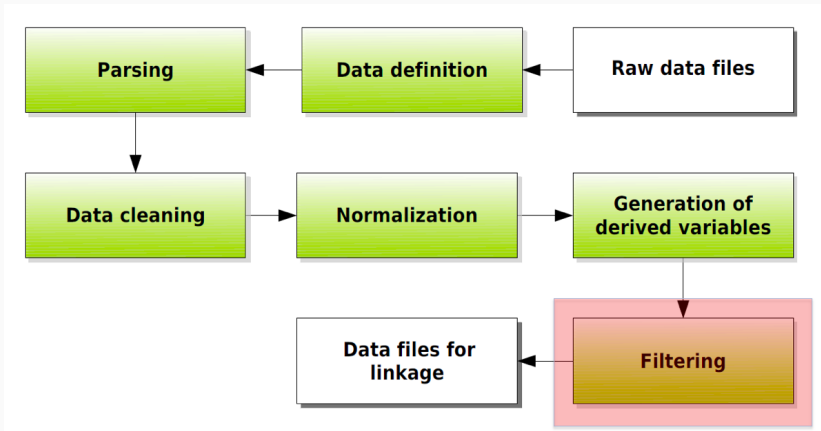 Parsing
Data definition
Raw data files
Data cleaning
Normalization
Generation of
derived variables
Data files for
linkage
Filtering